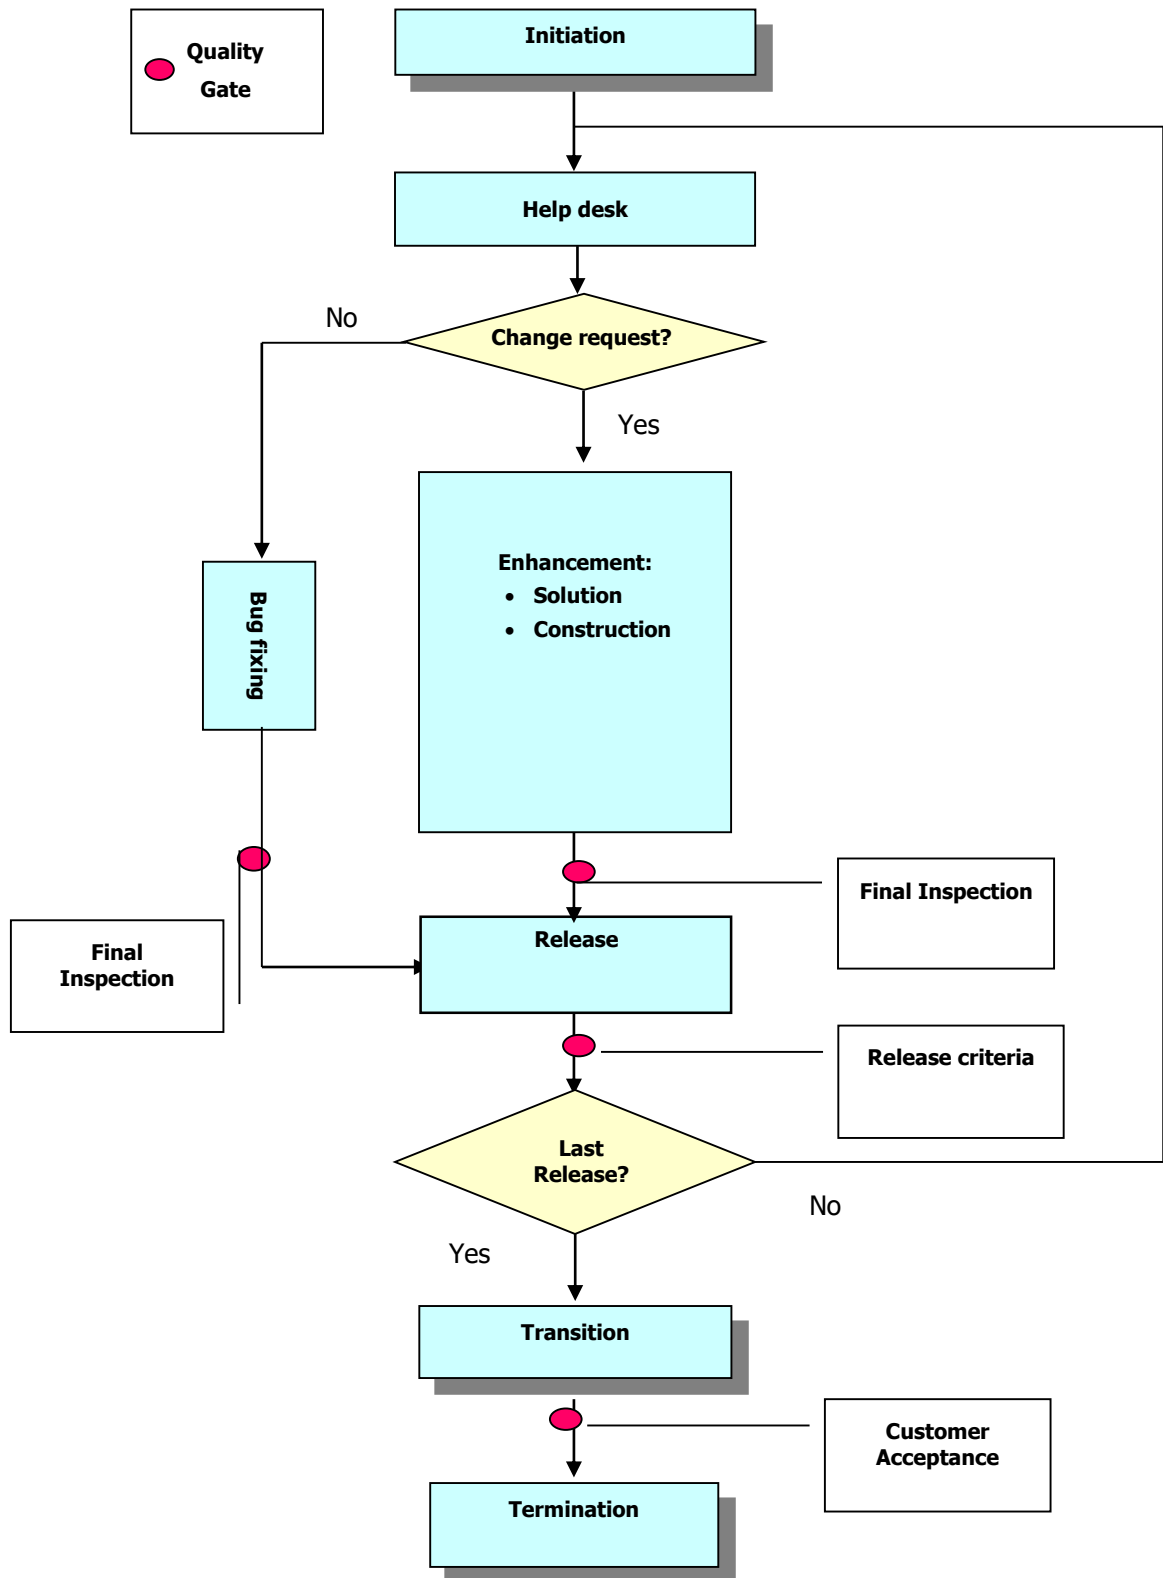 Quality
Gate
Initiation
Help desk
Change request?
No
Yes
Enhancement:
• Solution
• Construction
Bug fixing
Final Inspection
Release
Final
Inspection
Release criteria
Last
Release?
No
Yes
Transition
Customer
Acceptance
Termination